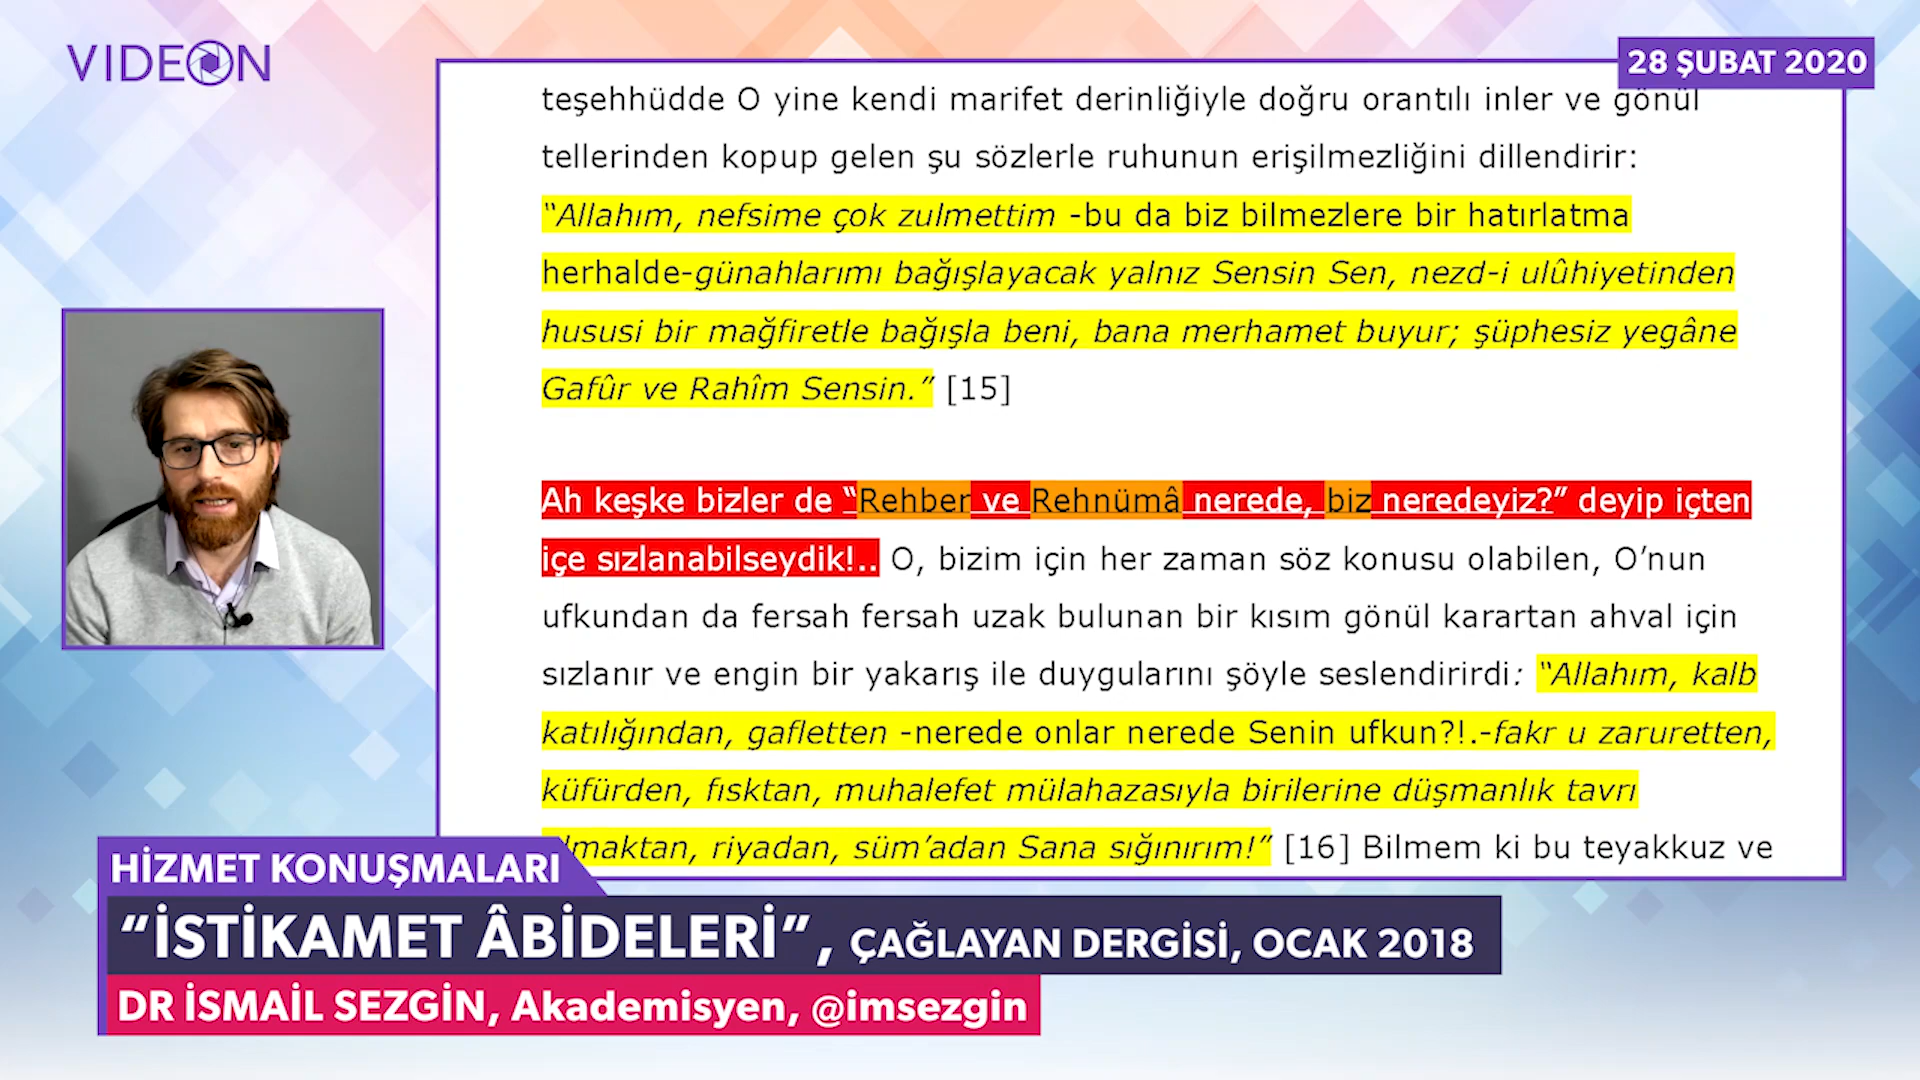 VIDEON
28 ŞUBAT 2020
teşehhüdde O yine kendi marifet derinliğiyle doğru orantılı inler ve gönül
tellerinden kopup gelen şu sözlerle ruhunun erişilmezliğini dillendirir:
“Allahım, nefsime çok zulmettim -bu da biz bilmezlere bir hatırlatma
herhalde-günahlarımı bağışlayacak yalnız Sensin Sen, nezd-i ulûhiyetinden
hususi bir mağfiretle bağışla beni, bana merhamet buyur; şüphesiz yegâne
Gafûr ve Rahîm Sensin.” [15]
Ah keşke bizler de “Rehber ve Rehnümâ nerede, biz neredeyiz?” deyip içten
içe sızlanabilseydik!.. O, bizim için her zaman söz konusu olabilen, O’nun
ufkundan da fersah fersah uzak bulunan bir kısım gönül karartan ahval için
sızlanır ve engin bir yakarış ile duygularını şöyle seslendirirdi: “Allahım, kalb
katılığından, gafletten -nerede onlar nerede Senin ufkun?!.-fakr u zaruretten,
küfürden, fısktan, muhalefet mülahazasıyla birilerine düşmanlık tavrı
lmaktan, riyadan, süm’adan Sana sığınırım!” [16] Bilmem ki bu teyakkuz ve
HİZMET KONUŞMALARI
“İSTİKAMET ÂBİDELERİ”, ÇAĞLAYAN DERGİSİ, OCAK 2018
DR İSMAİL SEZGİN, Akademisyen, @imsezgin